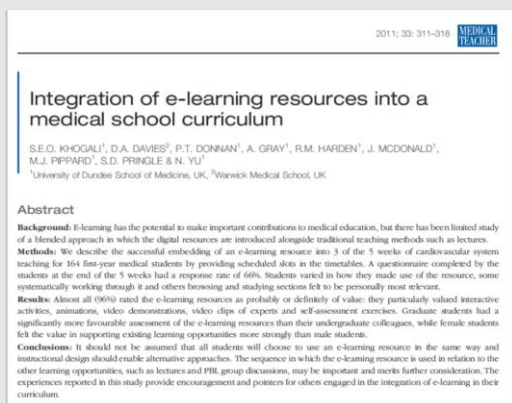 2011; 33: 311–318
MEDICAL
TEACHER
Integration of e-learning resources into a
medical school curriculum
S.E.O. KHOGALI¹, D.A. DAVIES², P.T. DONNAN¹, A. GRAY¹, R.M. HARDEN¹, J. MCDONALD¹,
M.J. PIPPARD¹, S.D. PRINGLE & N. YU¹
¹University of Dundee School of Medicine, UK, ²Warwick Medical School, UK
Abstract
Background: E-learning has the potential to make important contributions to medical education, but there has been limited study
of a blended approach in which the digital resources are introduced alongside traditional teaching methods such as lectures.
Methods: We describe the successful embedding of an e-learning resource into 3 of the 5 weeks of cardiovascular system
teaching for 164 first-year medical students by providing scheduled slots in the timetables. A questionnaire completed by the
students at the end of the 5 weeks had a response rate of 66%. Students varied in how they made use of the resource, some
systematically working through it and others browsing and studying sections felt to be personally most relevant.
Results: Almost all (96%) rated the e-learning resources as probably or definitely of value: they particularly valued interactive
activities, animations, video demonstrations, video clips of experts and self-assessment exercises. Graduate students had a
significantly more favourable assessment of the e-learning resources than their undergraduate colleagues, while female students
felt the value in supporting existing learning opportunities more strongly than male students.
Conclusions: It should not be assumed that all students will choose to use an e-learning resource in the same way and
instructional design should enable alternative approaches. The sequence in which the e-learning resource is used in relation to the
other learning opportunities, such as lectures and PBL group discussions, may be important and merits further consideration. The
experiences reported in this study provide encouragement and pointers for others engaged in the integration of e-learning in their
curriculum.